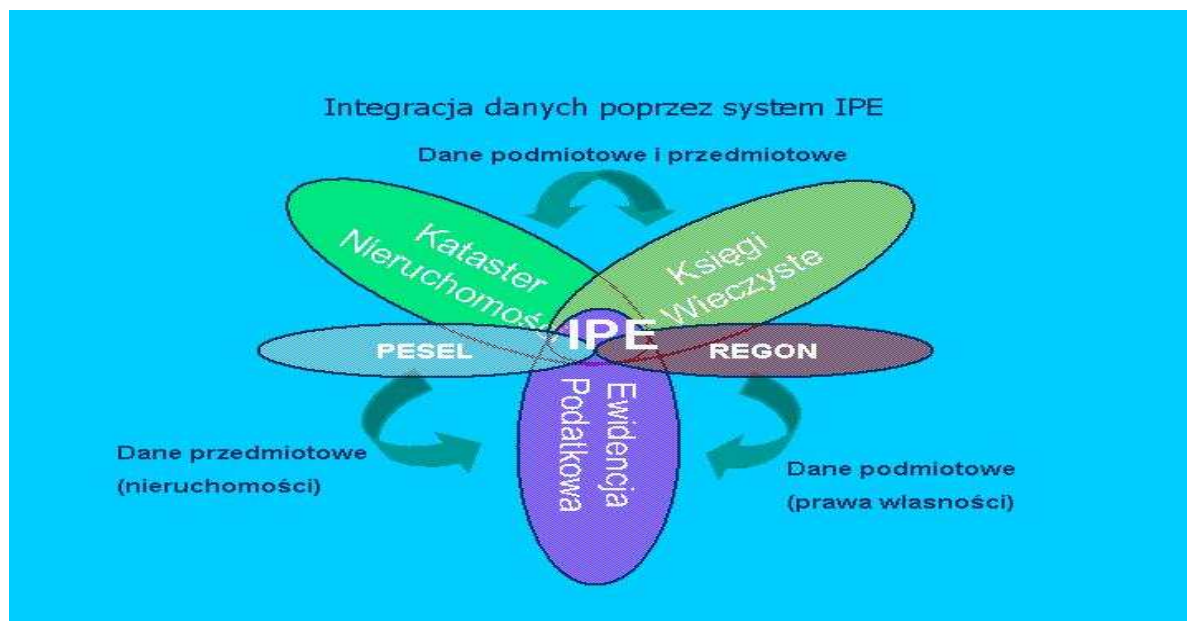 Integracja danych poprzez system IPE
Dane podmiotowe i przedmiotowe
Kataster
Nieruchomośc
Księgi
Wieczyste
IPE
PESEL
REGON
Ewidencja
Podatkowa
Dane przedmiotowe
(nieruchomości)
Dane podmiotowe
(prawa własności)